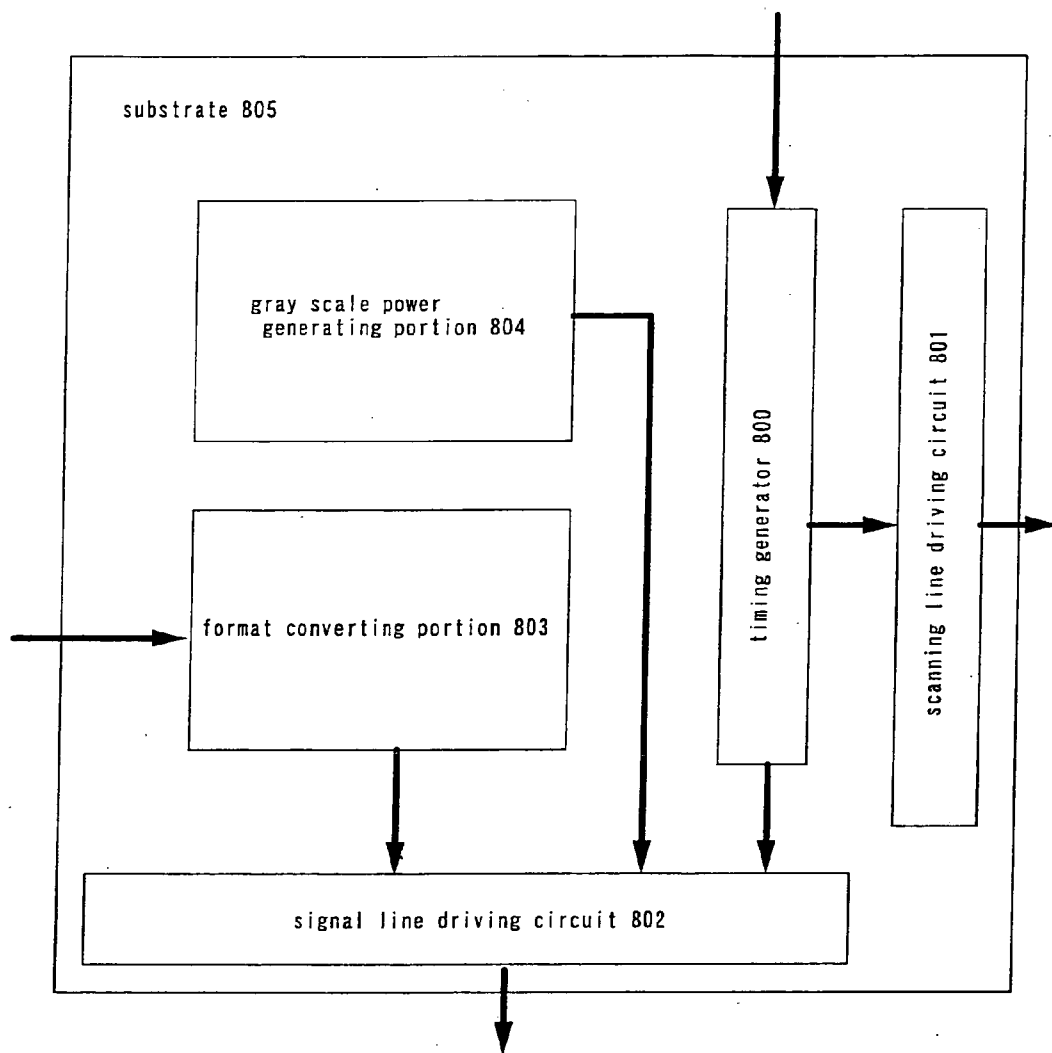 substrate 805
gray scale power
generating portion 804
format converting portion 803
timing generator 800
scanning line driving circuit 801
signal line driving circuit 802